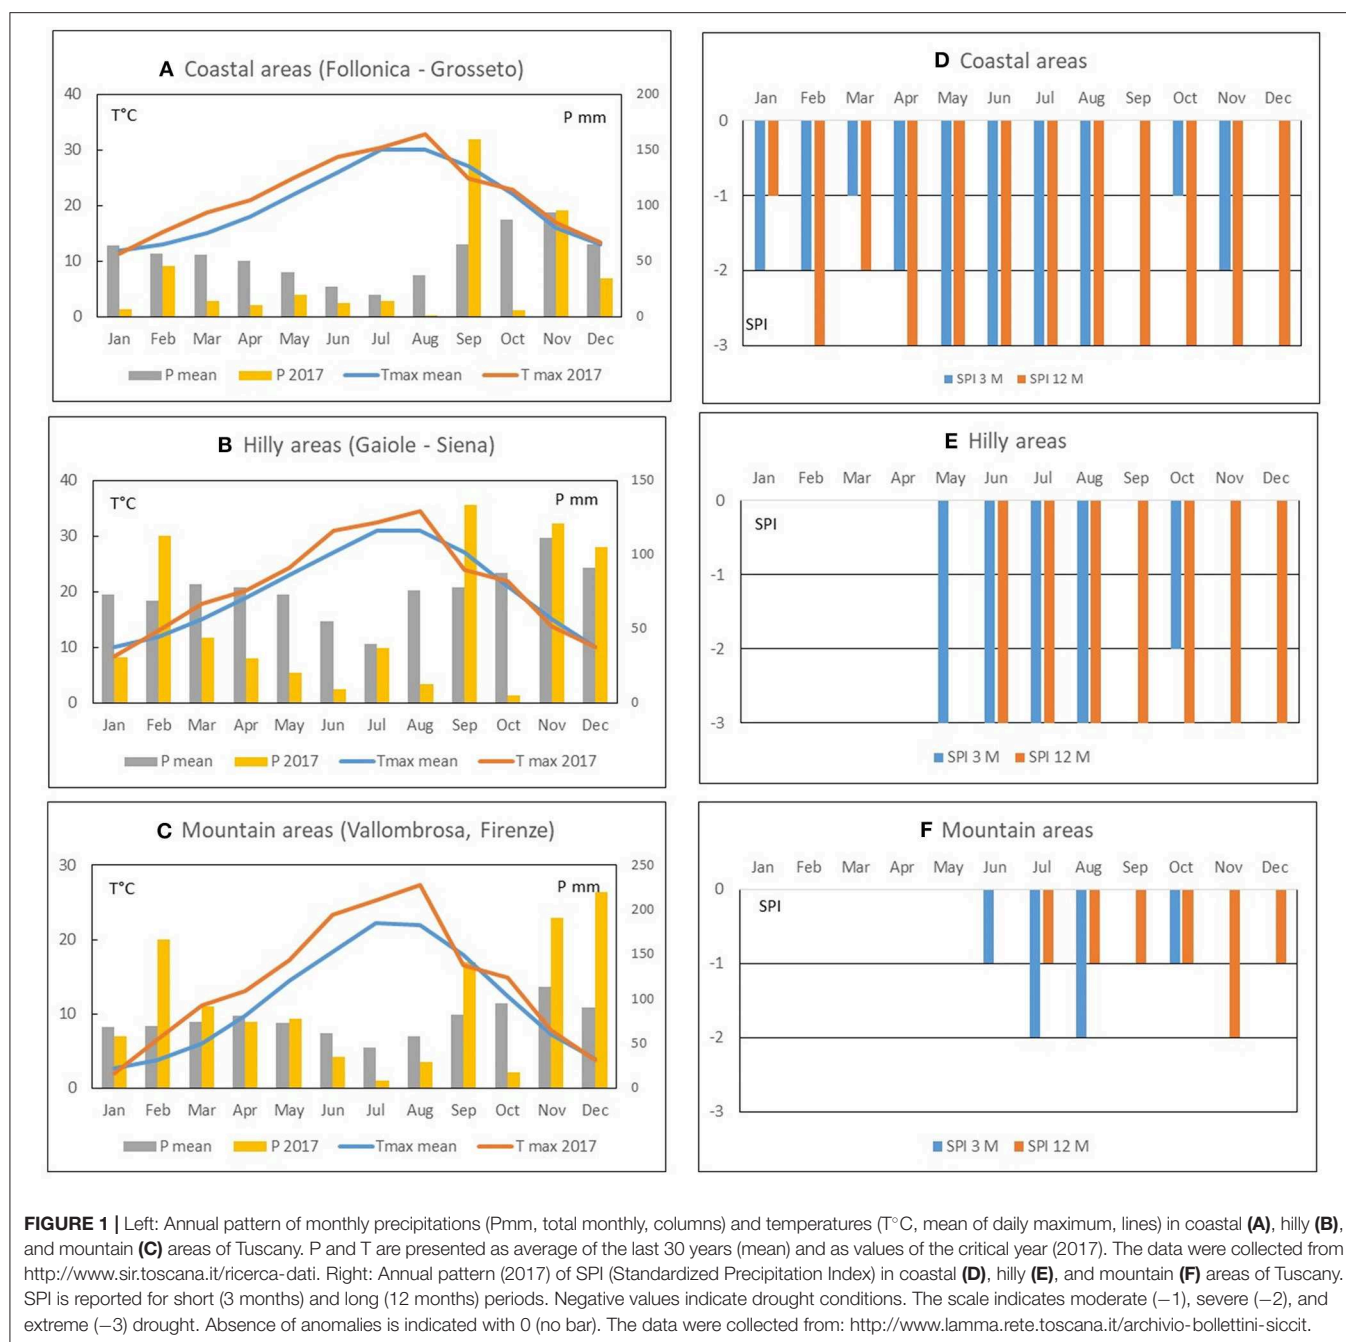 A Coastal areas (Follonica - Grosseto)
T°C
P mm
40
30
20
10
0
200
150
100
50
0
Jan Feb Mar Apr May Jun Jul Aug Sep Oct Nov Dec
P mean P 2017 Tmax mean T max 2017
D Coastal areas
Jan Feb Mar Apr May Jun Jul Aug Sep Oct Nov Dec
0
-1
-2
-3
SPI
SPI 3 M SPI 12 M
B Hilly areas (Gaiole - Siena)
T°C
P mm
40
30
20
10
0
150
100
50
0
Jan Feb Mar Apr May Jun Jul Aug Sep Oct Nov Dec
P mean P 2017 Tmax mean T max 2017
E Hilly areas
Jan Feb Mar Apr May Jun Jul Aug Sep Oct Nov Dec
0
-1
-2
-3
SPI
SPI 3 M SPI 12 M
C Mountain areas (Vallombrosa, Firenze)
T°C
P mm
30
20
10
0
250
200
150
100
50
0
Jan Feb Mar Apr May Jun Jul Aug Sep Oct Nov Dec
P mean P 2017 Tmax mean T max 2017
F Mountain areas
Jan Feb Mar Apr May Jun Jul Aug Sep Oct Nov Dec
0
-1
-2
-3
SPI
SPI 3 M SPI 12 M
FIGURE 1 | Left: Annual pattern of monthly precipitations (Pmm, total monthly, columns) and temperatures (T°C, mean of daily maximum, lines) in coastal (A), hilly (B),
and mountain (C) areas of Tuscany. P and T are presented as average of the last 30 years (mean) and as values of the critical year (2017). The data were collected from
http://www.sir.toscana.it/ricerca-dati. Right: Annual pattern (2017) of SPI (Standardized Precipitation Index) in coastal (D), hilly (E), and mountain (F) areas of Tuscany.
SPI is reported for short (3 months) and long (12 months) periods. Negative values indicate drought conditions. The scale indicates moderate (−1), severe (−2), and
extreme (−3) drought. Absence of anomalies is indicated with 0 (no bar). The data were collected from: http://www.lamma.rete.toscana.it/archivio-bollettini-siccit.